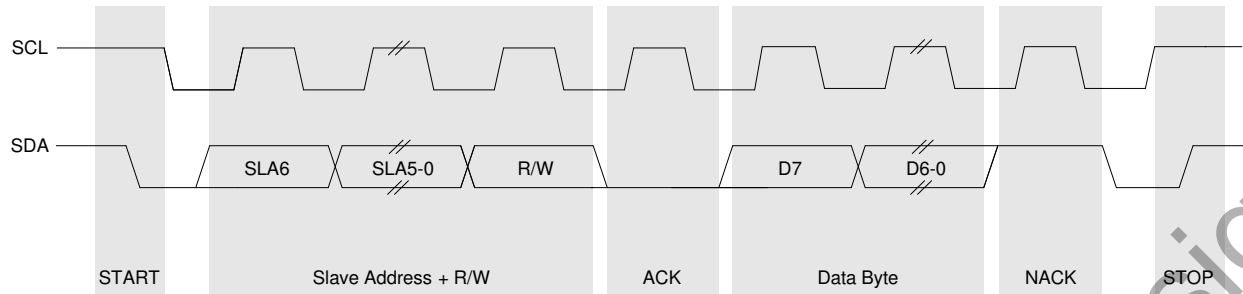 SCL
SDA
SLA6 SLA5-0 R/W D7 D6-0
START Slave Address + R/W ACK Data Byte NACK STOP